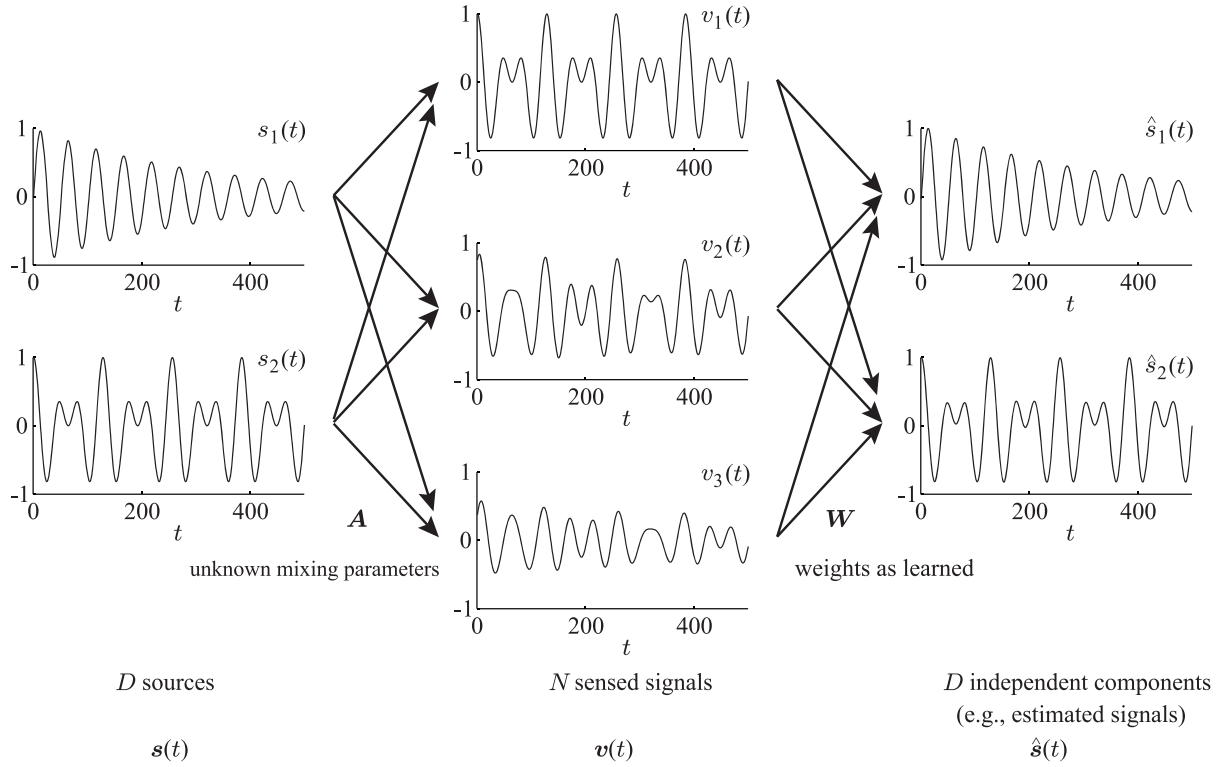 v₁(t)
1
0
-1
0 200 400
t
s₁(t)
1
0
-1
0 200 400
t
ŝ₁(t)
1
0
-1
0 200 400
t
v₂(t)
1
0
-1
0 200 400
t
s₂(t)
1
0
-1
0 200 400
t
ŝ₂(t)
1
0
-1
0 200 400
t
v₃(t)
1
0
-1
0 200 400
t
A
W
unknown mixing parameters
weights as learned
D sources
N sensed signals
D independent components
(e.g., estimated signals)
s(t)
v(t)
ŝ(t)